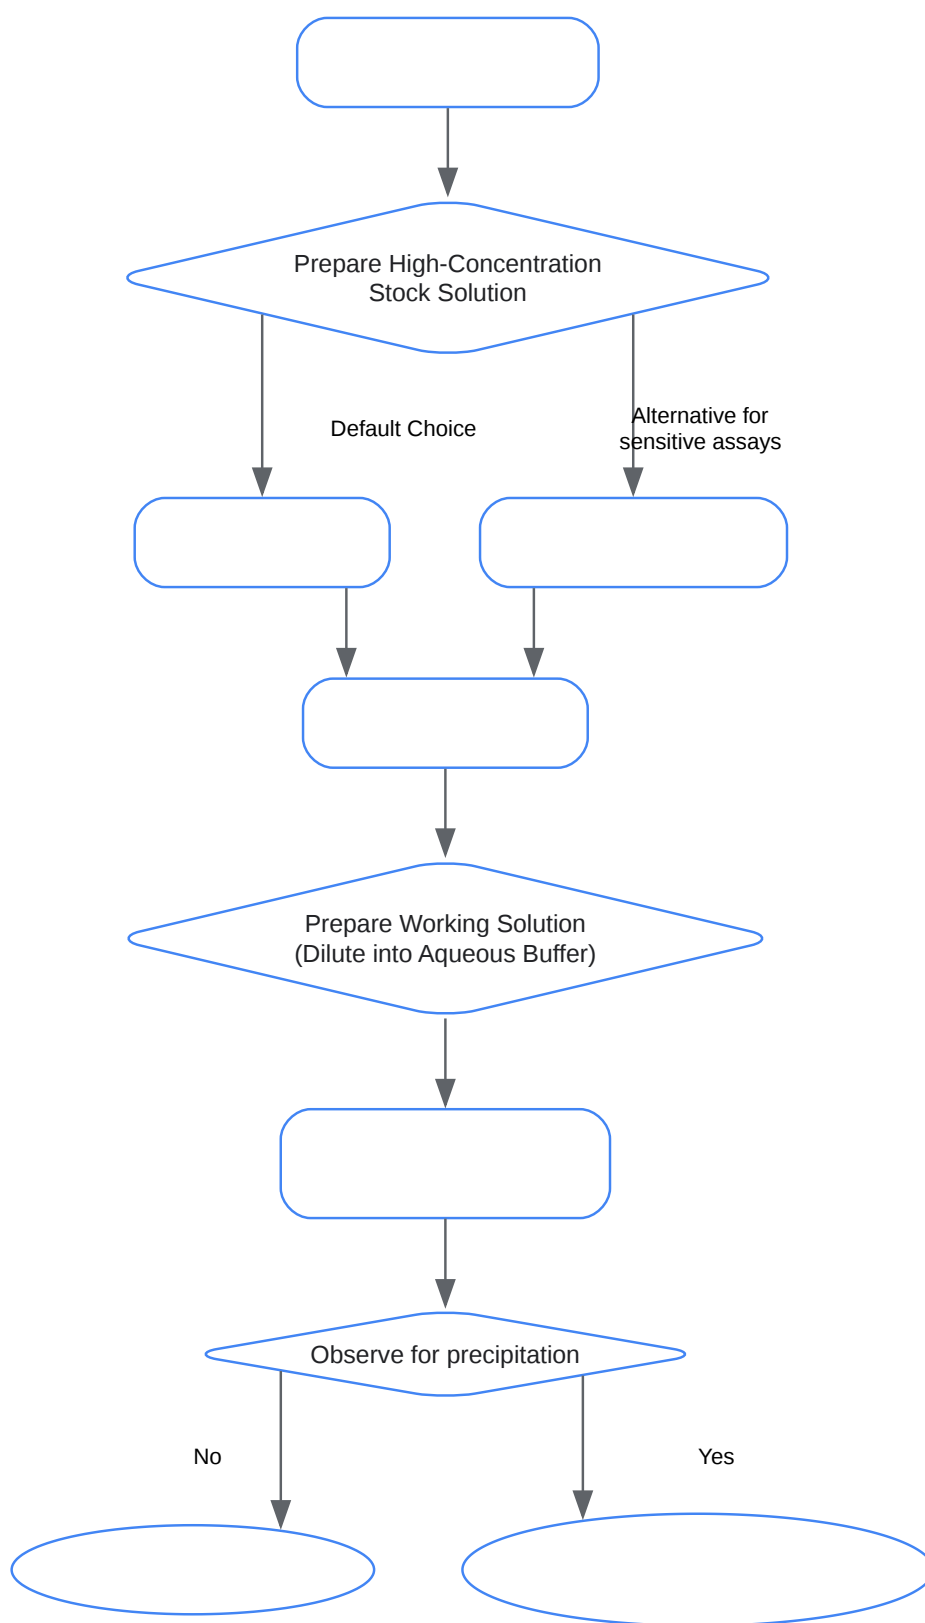 Prepare High-Concentration
Stock Solution
Default Choice
Alternative for
sensitive assays
Prepare Working Solution
(Dilute into Aqueous Buffer)
Observe for precipitation
No
Yes